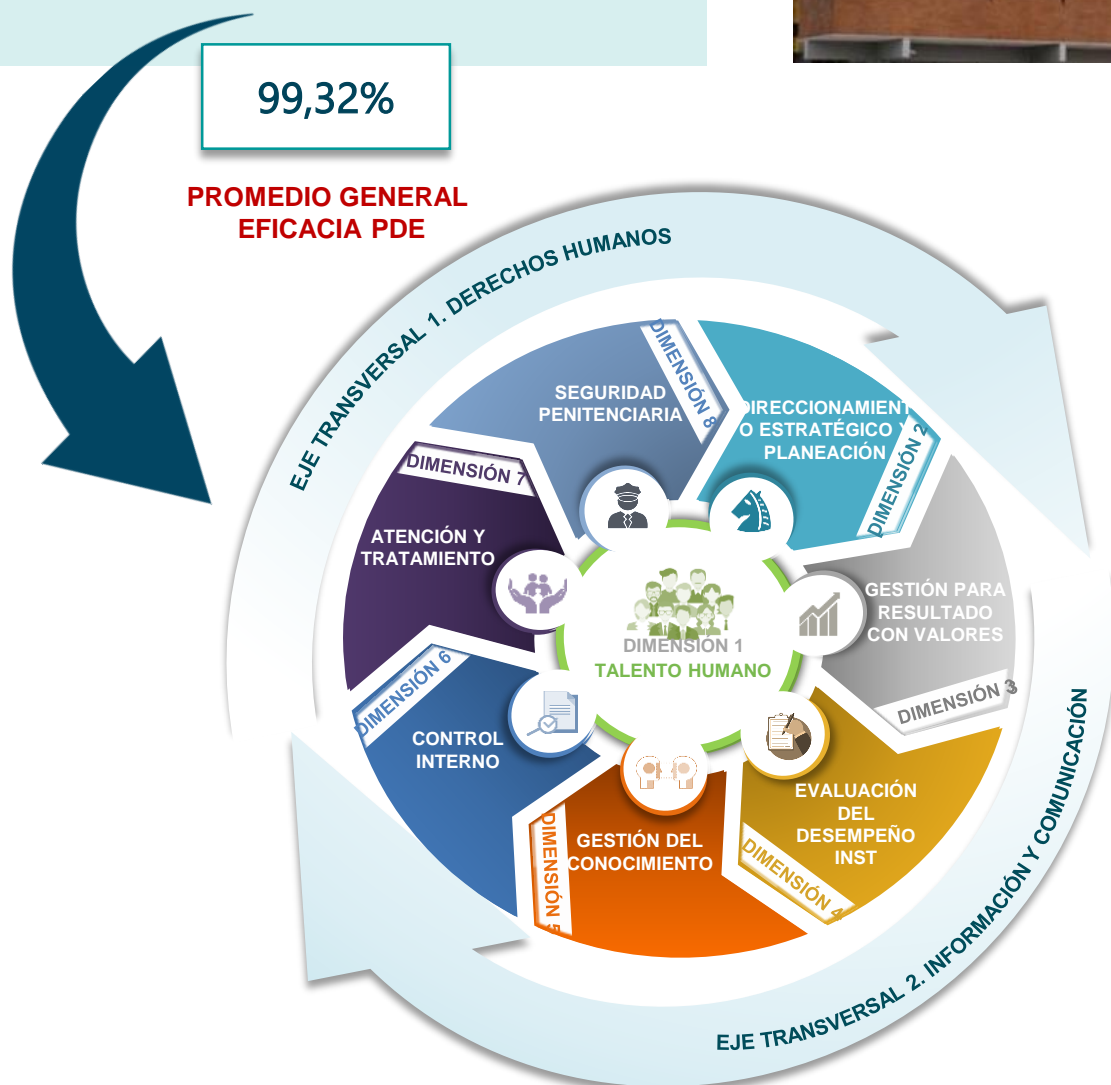 99,32%
PROMEDIO GENERAL
EFICACIA PDE
EJE TRANSVERSAL 1. DERECHOS HUMANOS
DIMENSIÓN 8
SEGURIDAD
PENITENCIARIA
DIRECCIONAMIENT
O ESTRATÉGICO Y
PLANEACIÓN
DIMENSIÓN 2
DIMENSIÓN 7
ATENCIÓN Y
TRATAMIENTO
GESTIÓN PARA
RESULTADO
CON VALORES
DIMENSIÓN 3
DIMENSIÓN 1
TALENTO HUMANO
DIMENSIÓN 6
CONTROL
INTERNO
EVALUACIÓN
DEL
DESEMPEÑO
INST
DIMENSIÓN 4
DIMENSIÓN 5
GESTIÓN DEL
CONOCIMIENTO
EJE TRANSVERSAL 2. INFORMACIÓN Y COMUNICACIÓN